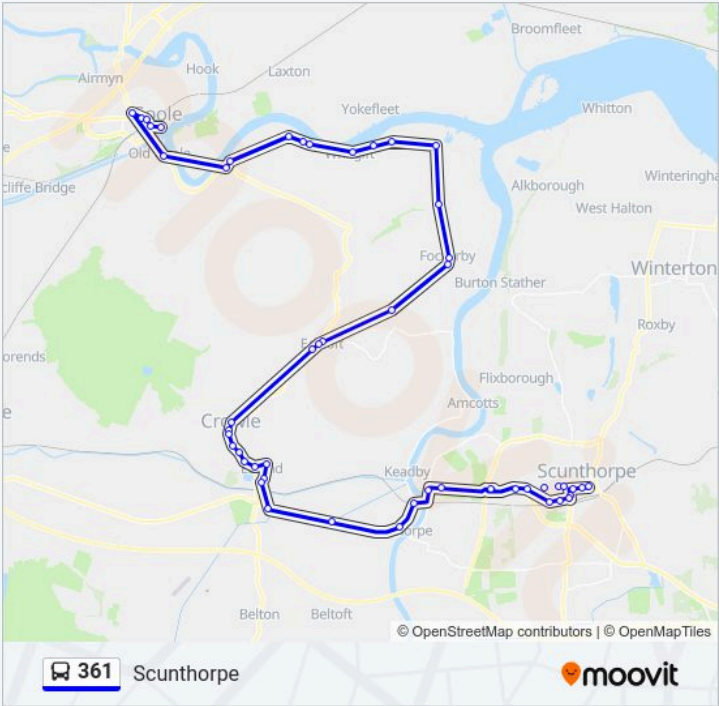 Broomfleet
Airmyn
Hook
Laxton
Yokefleet
Whitton
Old
cliffe Bridge
Alkborough
Winteringha
West Halton
Burton Stather
Winterton
Roxby
orends
Flixborough
Amcotts
Keadby
Scunthorpe
Belton
Beltoft
© OpenStreetMap contributors | © OpenMapTiles
361 Scunthorpe
moovit